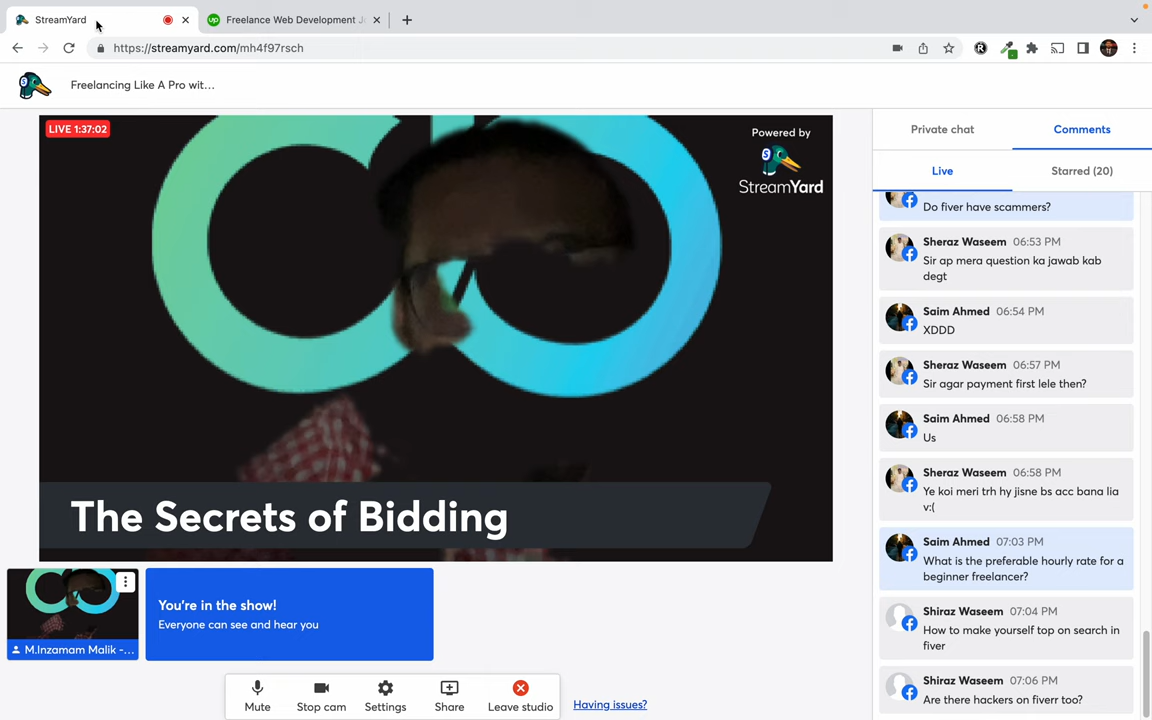 StreamYard
Freelance Web Development J
https://streamyard.com/mh4f97rsch
Freelancing Like A Pro wit...
LIVE 1:37:02
Powered by
StreamYard
The Secrets of Bidding
M.Inzamam Malik -...
You're in the show!
Everyone can see and hear you
Mute
Stop cam
Settings
Share
Leave studio
Having issues?
Private chat
Comments
Live
Starred (20)
Do fiver have scammers?
Sheraz Waseem 06:53 PM
Sir ap mera question ka jawab kab
degt
Saim Ahmed 06:54 PM
XDDD
Sheraz Waseem 06:57 PM
Sir agar payment first lele then?
Saim Ahmed 06:58 PM
Us
Sheraz Waseem 06:58 PM
Ye koi meri trh hy jisne bs acc bana lia
v:(
Saim Ahmed 07:03 PM
What is the preferable hourly rate for a
beginner freelancer?
Shiraz Waseem 07:04 PM
How to make yourself top on search in
fiver
Shiraz Waseem 07:06 PM
Are there hackers on fiverr too?